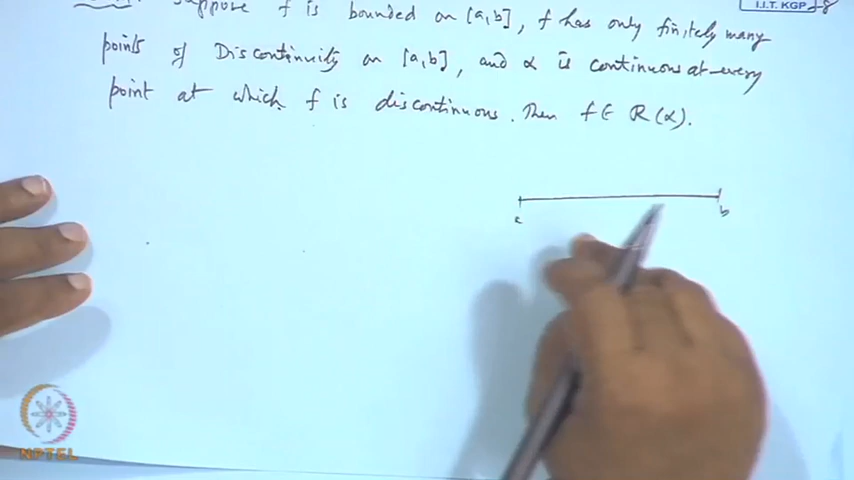 Suppose f is bounded on [a,b], f has only finitely many
points of Discontinuity on [a,b], and α is continuous at every
point at which f is discontinuous. Then f ∈ R(α).
a b
I.I.T. KGP
NPTEL